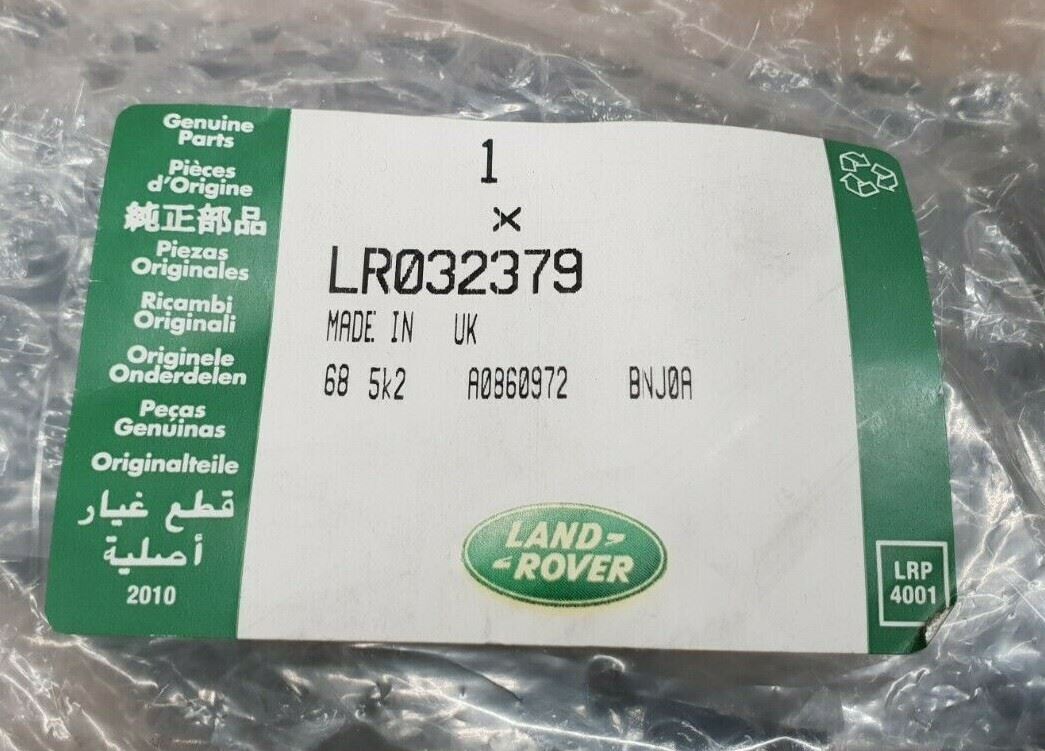 Genuine
Parts
Pièces
d'Origine
純正部品
Piezas
Originales
Ricambi
Originali
Originele
Onderdelen
Peças
Genuinas
Originalteile
قطع غيار
أصلية
2010
1
x
LR032379
MADE IN UK
68 5k2 A0860972 BNJ0A
LAND-
-ROVER
LRP
4001